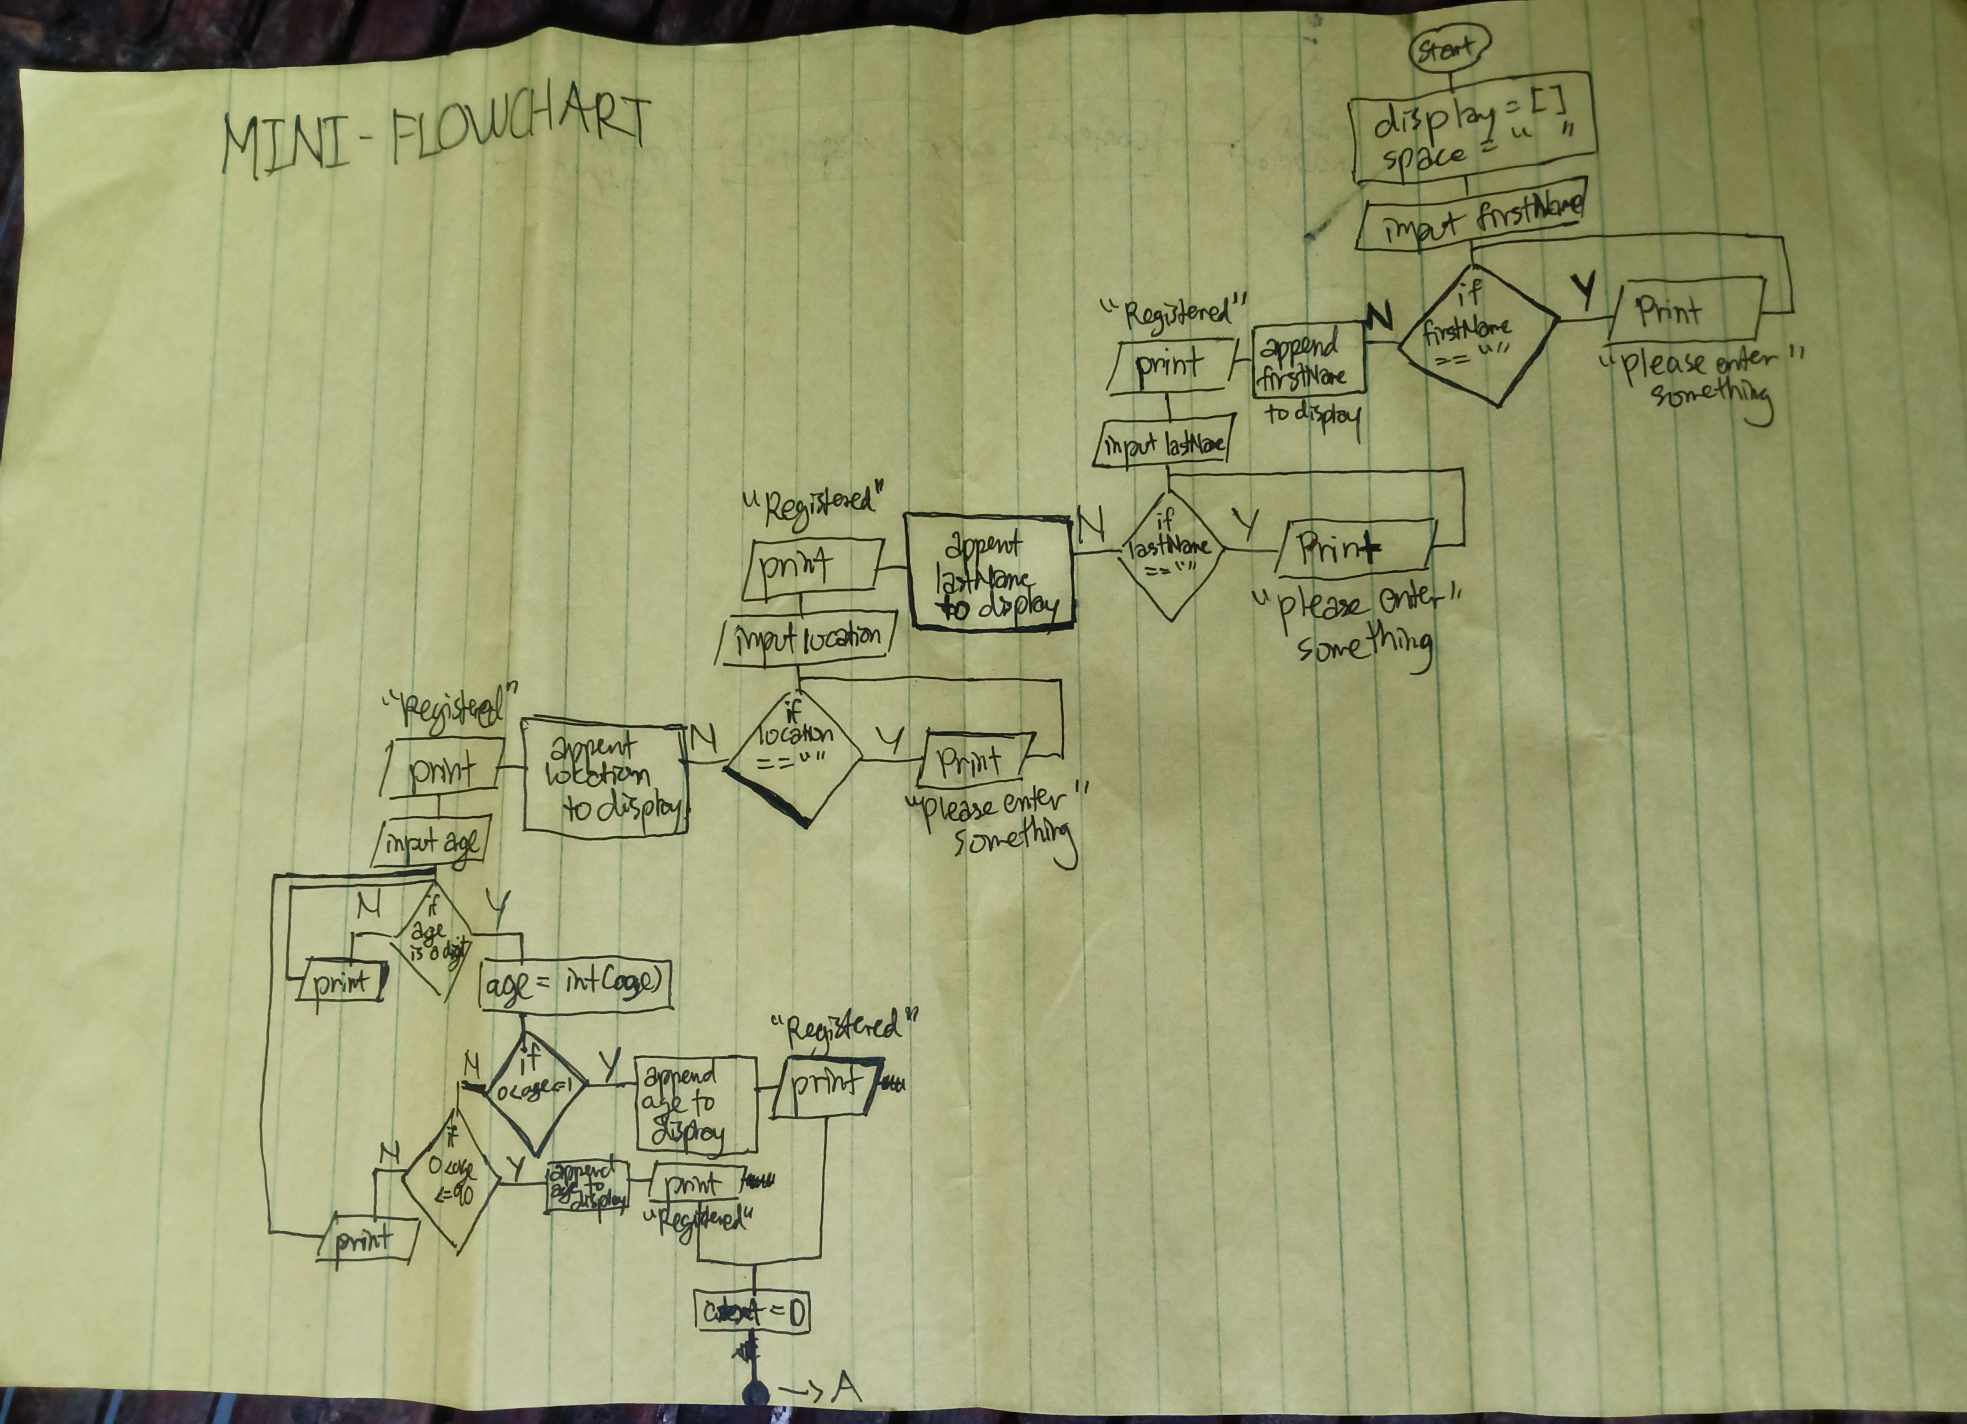 MINI-FLOWCHART
Start
display = []
space = " "
input firstName
if
firstName
== ""
Y
Print
"please enter"
something
N
append
firstName
to display
"Registered"
print
input lastName
if
lastName
== ""
Y
Print
"please enter"
something
N
appent
lastName
to display
"Registered"
print
input location
if
location
== ""
Y
Print
"please enter"
something
N
appent
location
to display
"Registered"
print
input age
if
age
is a digit
N
print
Y
age = int(age)
if
0<age=1
Y
append
age to
display
"Registered"
print
N
if
0<age
<=90
Y
append
age to
display
print
"Registered"
N
print
= 0
→ A